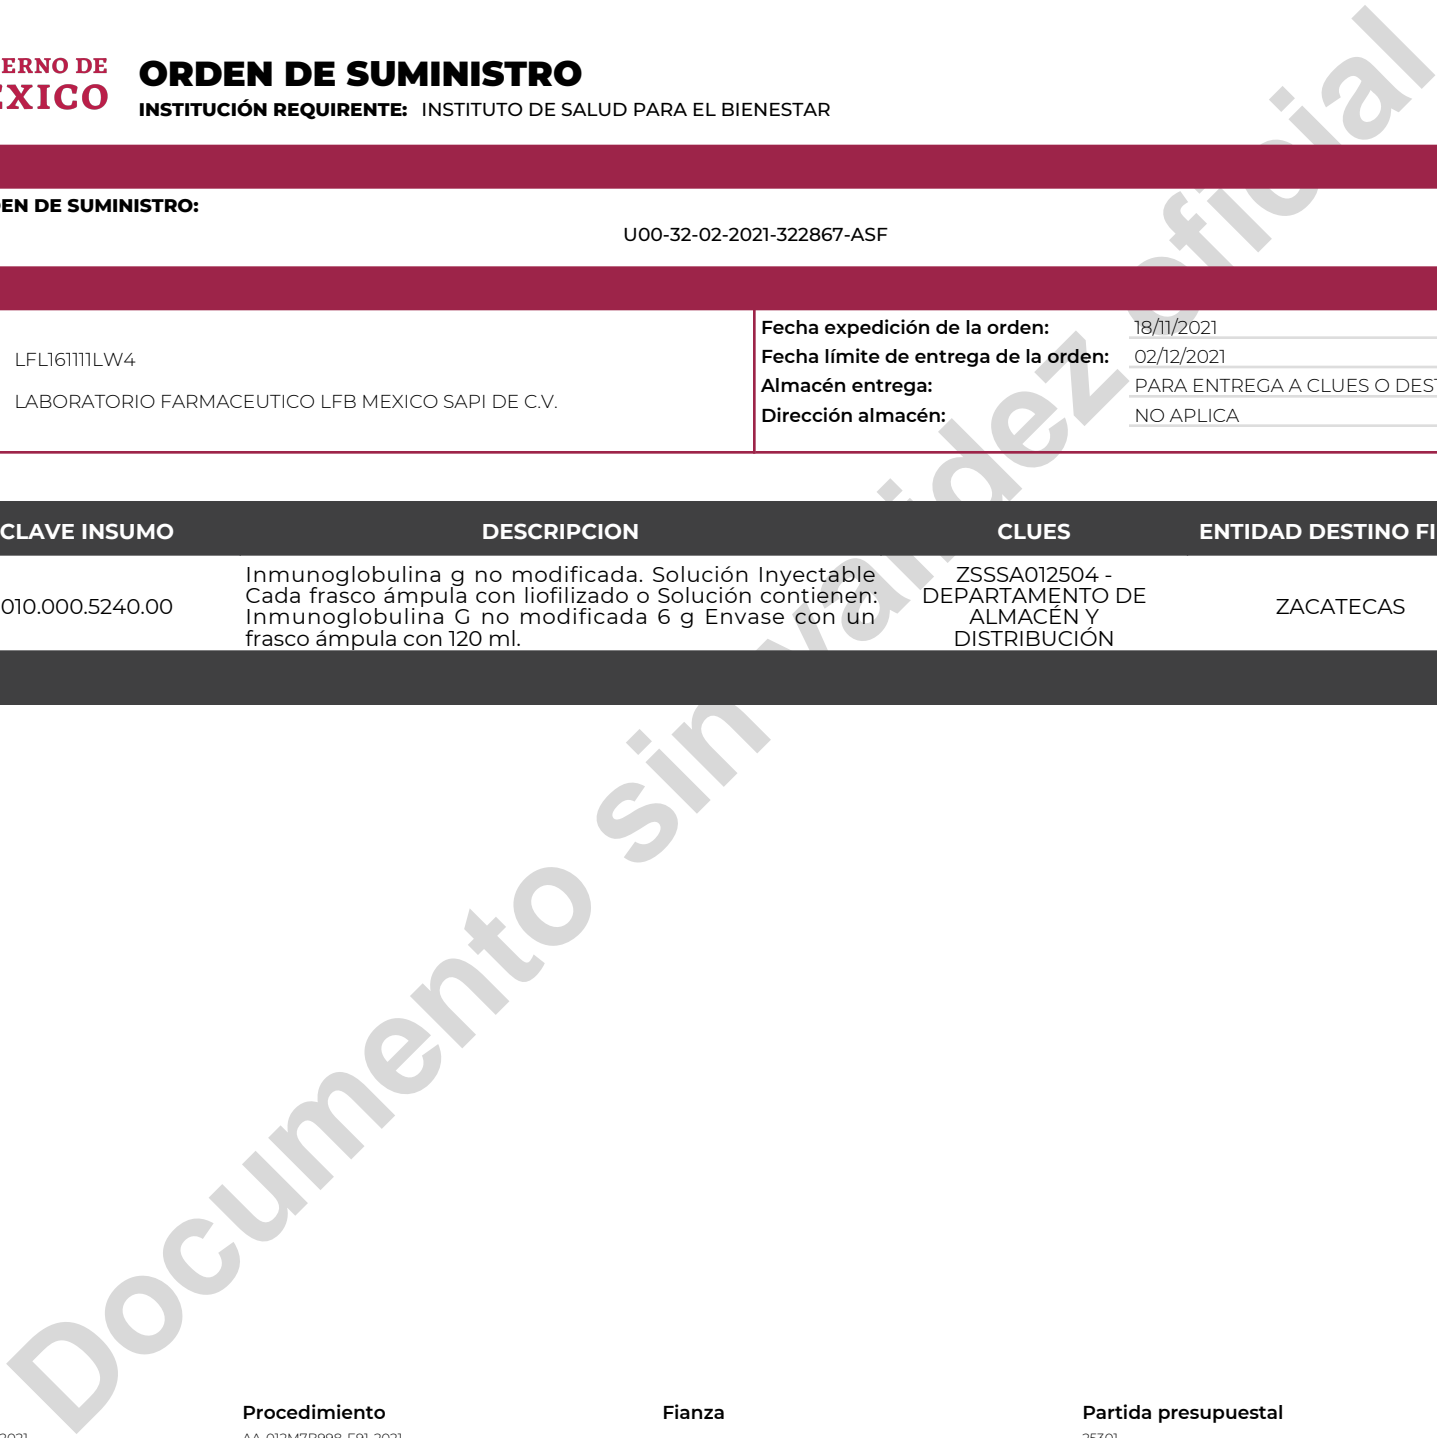 ERNO DE
EXICO
ORDEN DE SUMINISTRO
INSTITUCIÓN REQUIRENTE: INSTITUTO DE SALUD PARA EL BIENESTAR
EN DE SUMINISTRO:
U00-32-02-2021-322867-ASF
LFL161111LW4
LABORATORIO FARMACEUTICO LFB MEXICO SAPI DE C.V.
Fecha expedición de la orden: 18/11/2021
Fecha límite de entrega de la orden: 02/12/2021
Almacén entrega: PARA ENTREGA A CLUES O DEST
Dirección almacén: NO APLICA
CLAVE INSUMO DESCRIPCION CLUES ENTIDAD DESTINO FI
010.000.5240.00
Inmunoglobulina g no modificada. Solución Inyectable
Cada frasco ámpula con liofilizado o Solución contienen:
Inmunoglobulina G no modificada 6 g Envase con un
frasco ámpula con 120 ml.
ZSSSA012504 -
DEPARTAMENTO DE
ALMACÉN Y
DISTRIBUCIÓN
ZACATECAS
Documento sin validez oficial
Procedimiento Fianza Partida presupuestal